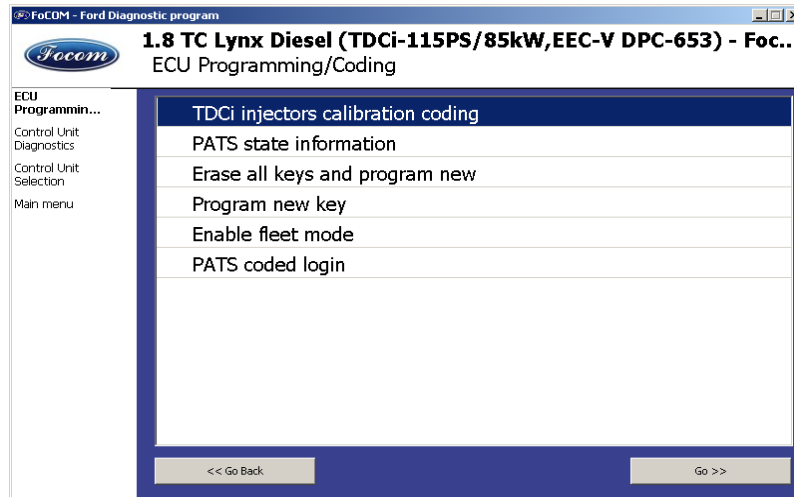 FoCOM - Ford Diagnostic program
Focom
1.8 TC Lynx Diesel (TDCi-115PS/85kW,EEC-V DPC-653) - Foc..
ECU Programming/Coding
ECU
Programmin...
Control Unit
Diagnostics
Control Unit
Selection
Main menu
TDCi injectors calibration coding
PATS state information
Erase all keys and program new
Program new key
Enable fleet mode
PATS coded login
<< Go Back
Go >>